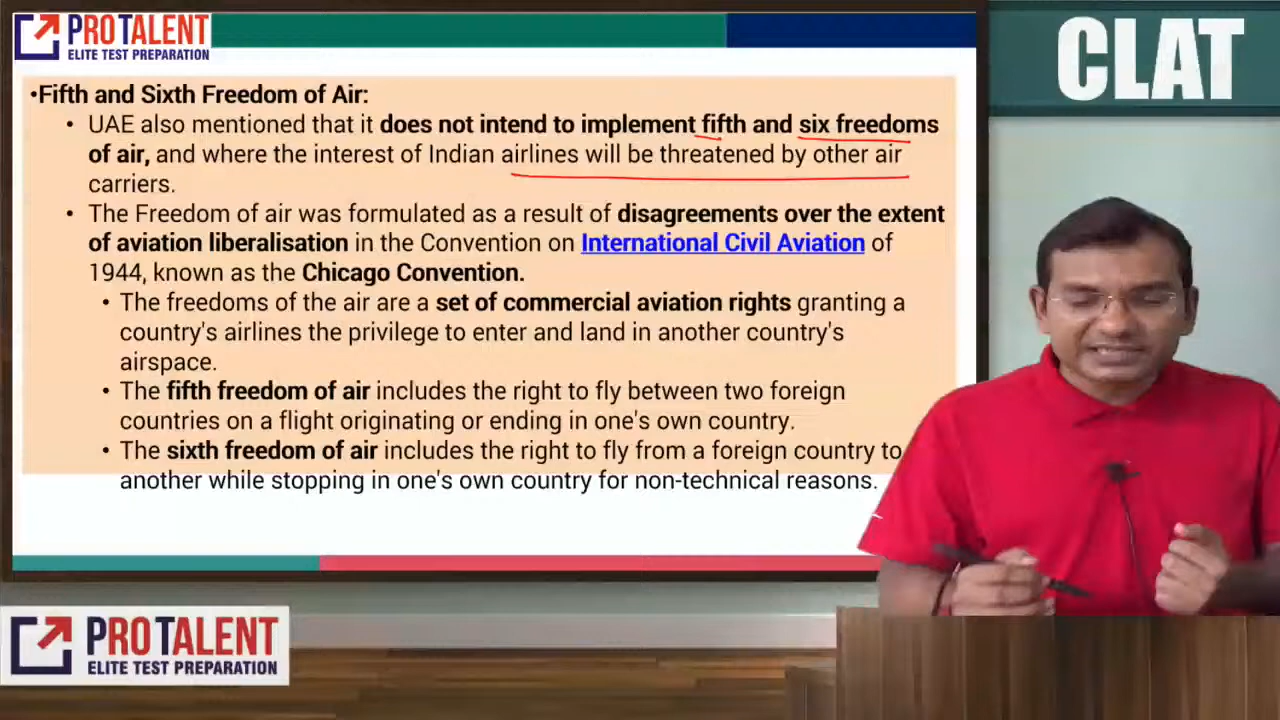 PROTALENT
ELITE TEST PREPARATION
CLAT
•Fifth and Sixth Freedom of Air:
• UAE also mentioned that it does not intend to implement fifth and six freedoms
of air, and where the interest of Indian airlines will be threatened by other air
carriers.
• The Freedom of air was formulated as a result of disagreements over the extent
of aviation liberalisation in the Convention on International Civil Aviation of
1944, known as the Chicago Convention.
• The freedoms of the air are a set of commercial aviation rights granting a
country's airlines the privilege to enter and land in another country's
airspace.
• The fifth freedom of air includes the right to fly between two foreign
countries on a flight originating or ending in one's own country.
• The sixth freedom of air includes the right to fly from a foreign country to
another while stopping in one's own country for non-technical reasons.
PROTALENT
ELITE TEST PREPARATION